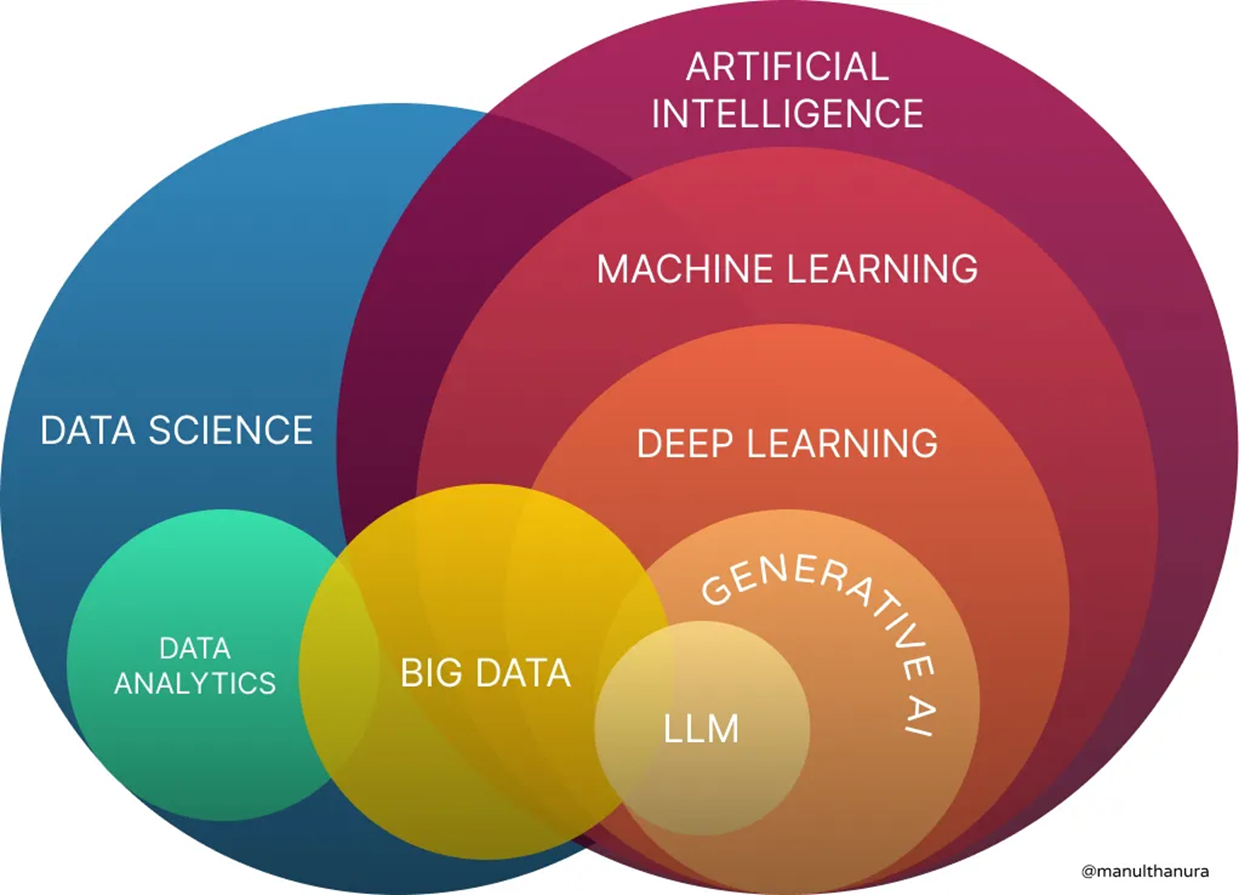 ARTIFICIAL
INTELLIGENCE
MACHINE LEARNING
DATA SCIENCE
DEEP LEARNING
GENERATIVE AI
DATA
ANALYTICS
BIG DATA
LLM
@manulthanura